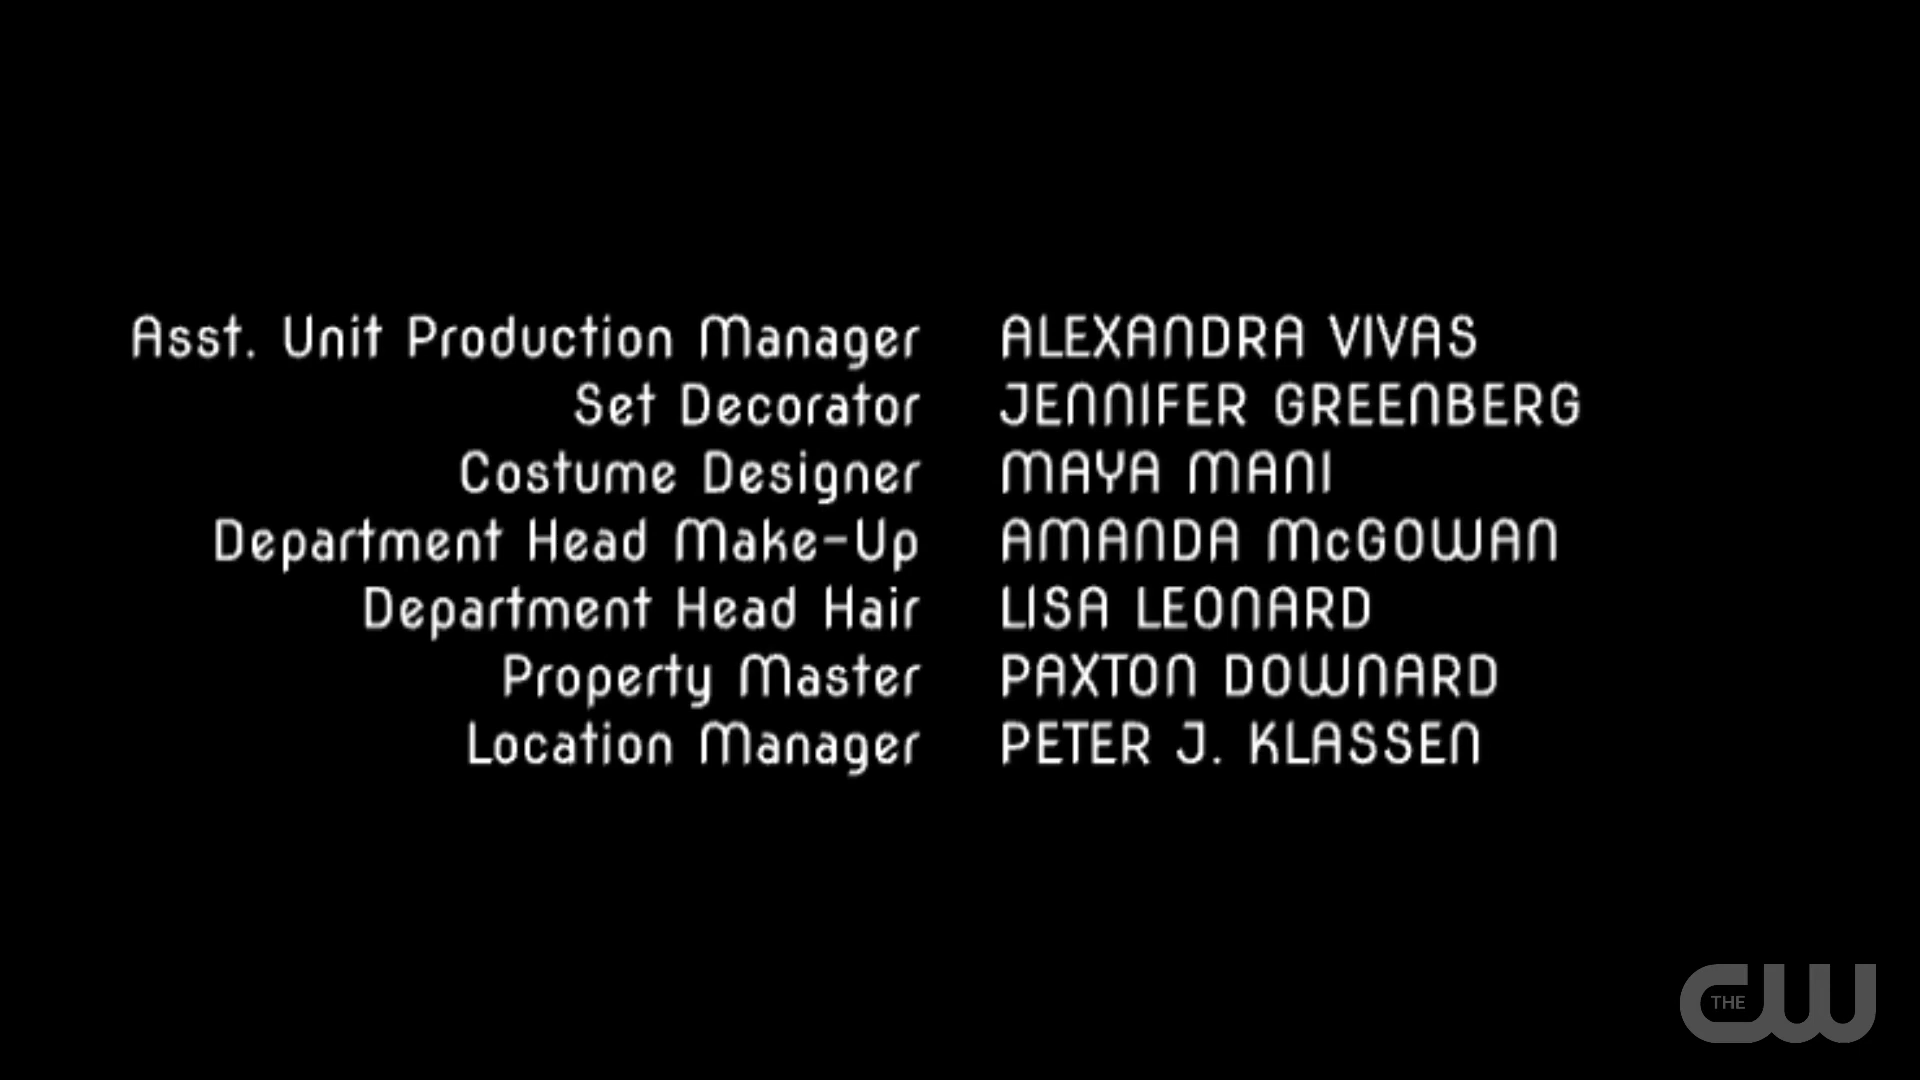 Asst. Unit Production Manager ALEXANDRA VIVAS
Set Decorator JENNIFER GREENBERG
Costume Designer MAYA MANI
Department Head Make-Up AMANDA McGOWAN
Department Head Hair LISA LEONARD
Property Master PAXTON DOWNARD
Location Manager PETER J. KLASSEN
THE CW